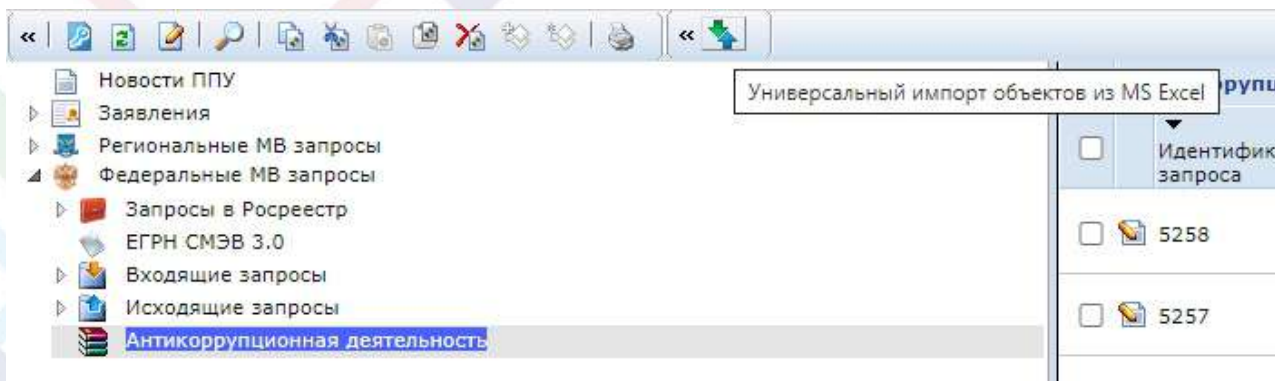 Универсальный импорт объектов из MS Excel
Новости ППУ
Заявления
Региональные МВ запросы
Федеральные МВ запросы
Запросы в Росреестр
ЕГРН СМЭВ 3.0
Входящие запросы
Исходящие запросы
Антикоррупционная деятельность
запроса
5258
5257